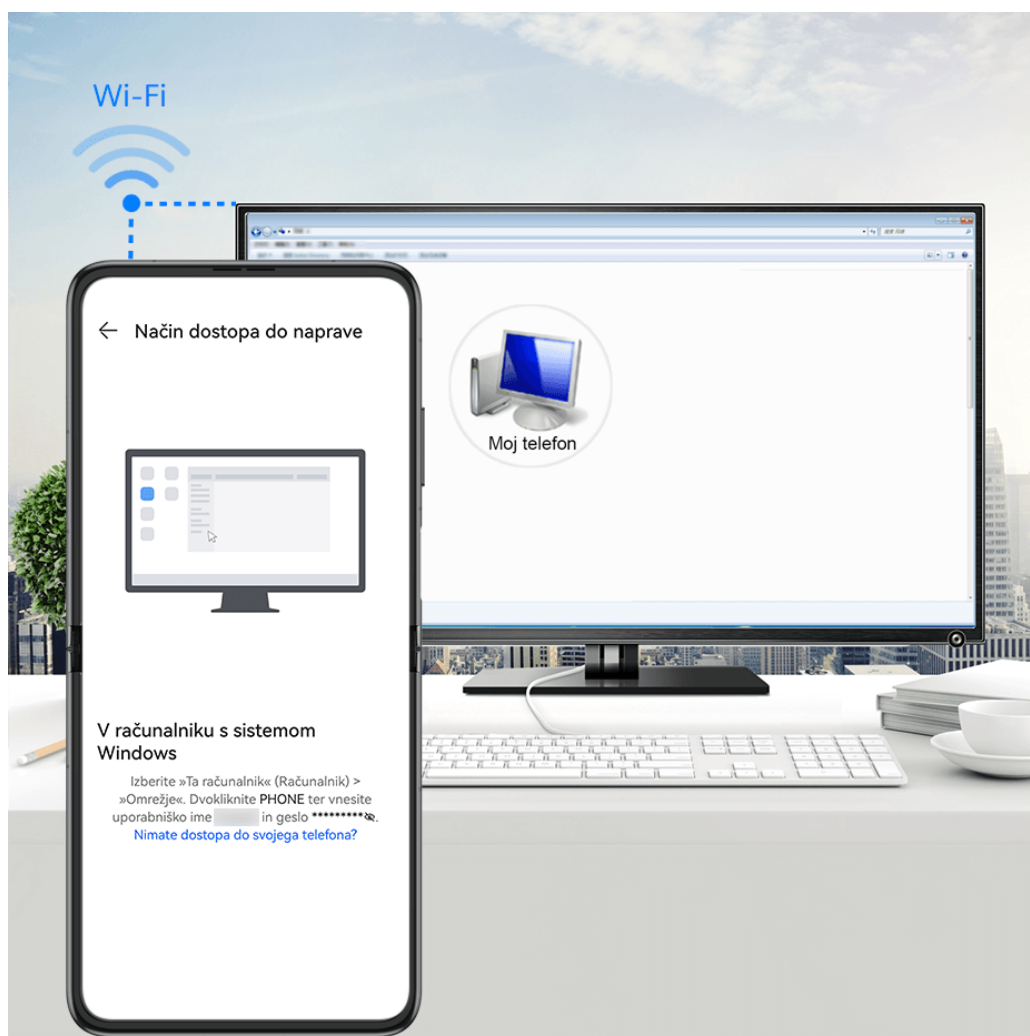 Wi-Fi
Način dostopa do naprave
Moj telefon
V računalniku s sistemom
Windows
Izberite »Ta računalnik« (Računalnik) >
»Omrežje«. Dvokliknite PHONE ter vnesite
uporabniško ime in geslo *********.
Nimate dostopa do svojega telefona?